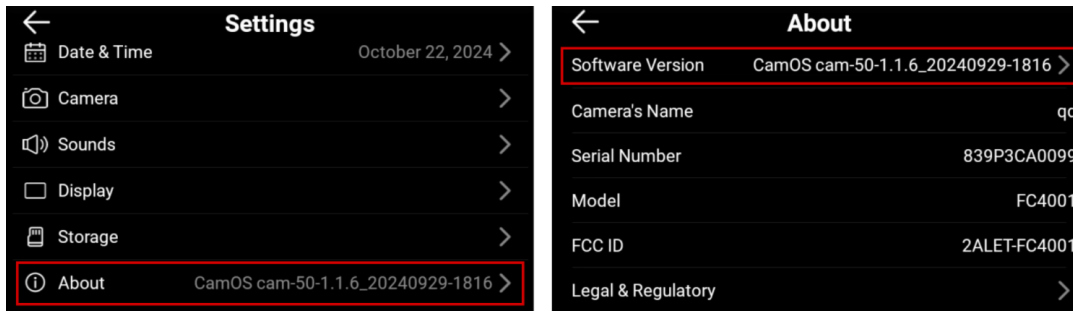 Settings
Date & Time October 22, 2024
Camera
Sounds
Display
Storage
About CamOS cam-50-1.1.6_20240929-1816
About
Software Version CamOS cam-50-1.1.6_20240929-1816
Camera's Name
Serial Number 839P3CA0099
Model FC4001
FCC ID 2ALET-FC4001
Legal & Regulatory